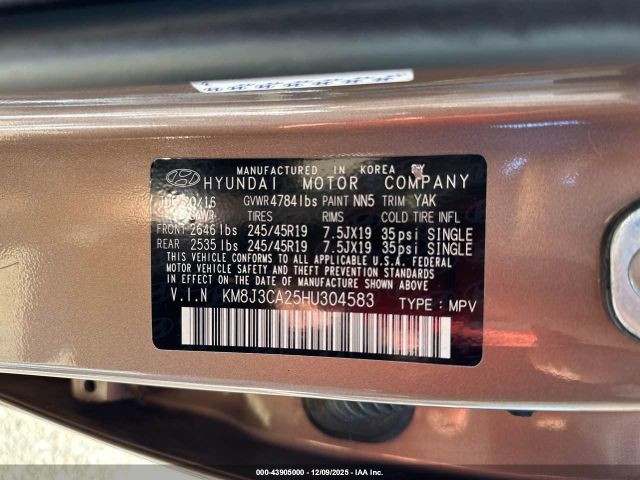 MANUFACTURED IN KOREA BY
HYUNDAI MOTOR COMPANY
GVWR 4784lbs PAINT NN5 TRIM YAK
TIRES RIMS COLD TIRE INFL
FRONT 2646lbs 245/45R19 7.5JX19 35psi SINGLE
REAR 2535lbs 245/45R19 7.5JX19 35psi SINGLE
THIS VEHICLE CONFORMS TO ALL APPLICABLE U.S.A. FEDERAL
MOTOR VEHICLE SAFETY, BUMPER, AND THEFT PREVENTION STANDARDS
IN EFFECT ON THE DATE OF MANUFACTURE SHOWN ABOVE.
V.I.N KM8J3CA25HU304583 TYPE : MPV
000-43905000 - 12/09/2025 - IAA Inc.